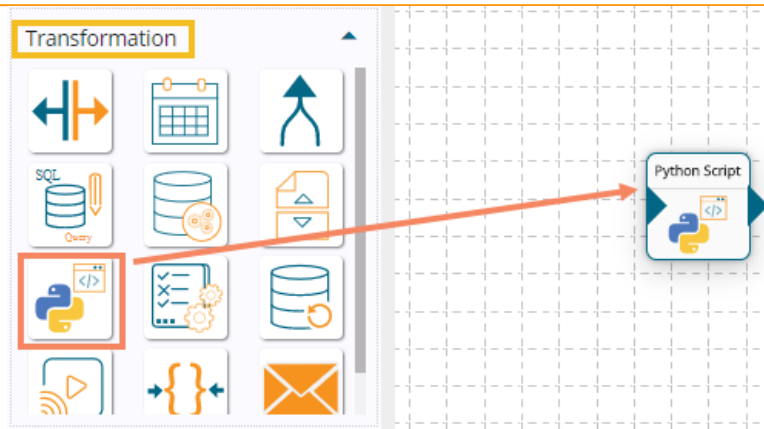 Transformation
SQL
Query
</>
Python Script
</>